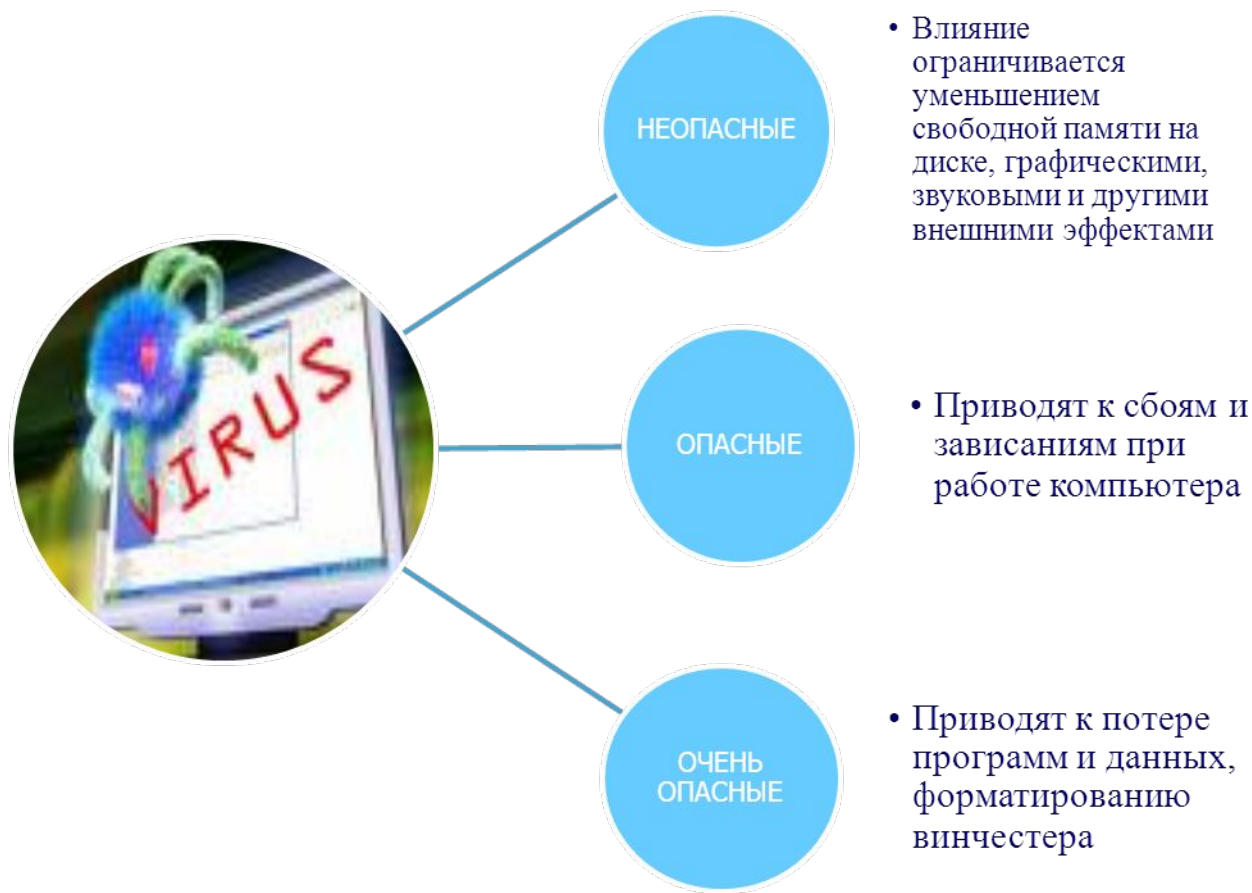 VIRUS
НЕОПАСНЫЕ
• Влияние
ограничивается
уменьшением
свободной памяти на
диске, графическими,
звуковыми и другими
внешними эффектами
ОПАСНЫЕ
• Приводят к сбоям и
зависаниям при
работе компьютера
ОЧЕНЬ
ОПАСНЫЕ
• Приводят к потере
программ и данных,
форматированию
винчестера